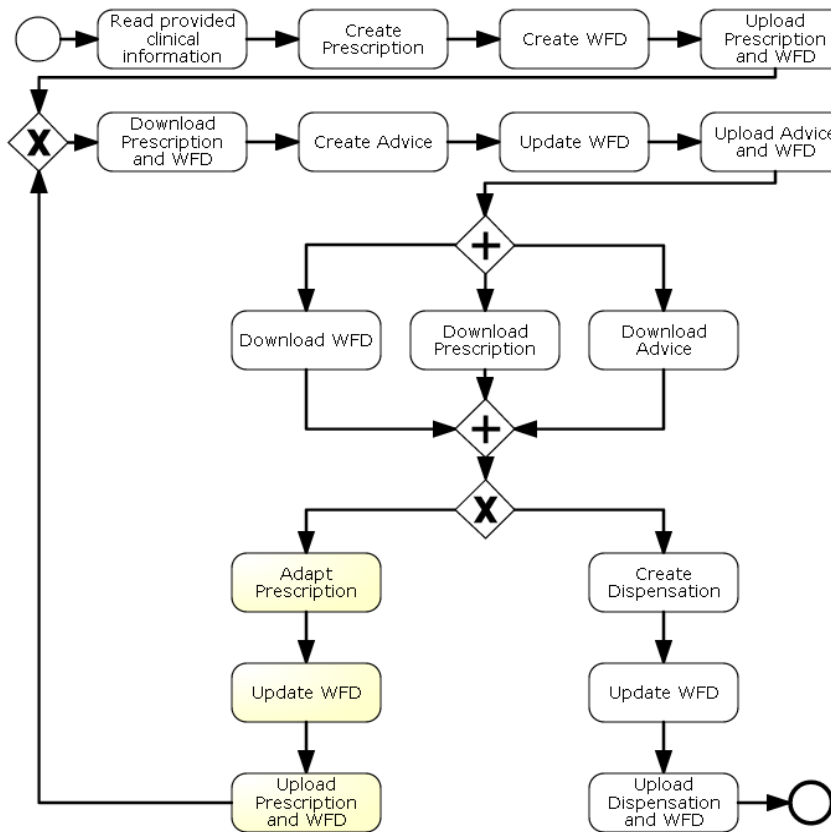 Read provided
clinical
information
Create
Prescription
Create WFD
Upload
Prescription
and WFD
X
Download
Prescription
and WFD
Create Advice
Update WFD
Upload Advice
and WFD
+
Download WFD
Download
Prescription
Download
Advice
+
X
Adapt
Prescription
Create
Dispensation
Update WFD
Update WFD
Upload
Prescription
and WFD
Upload
Dispensation
and WFD